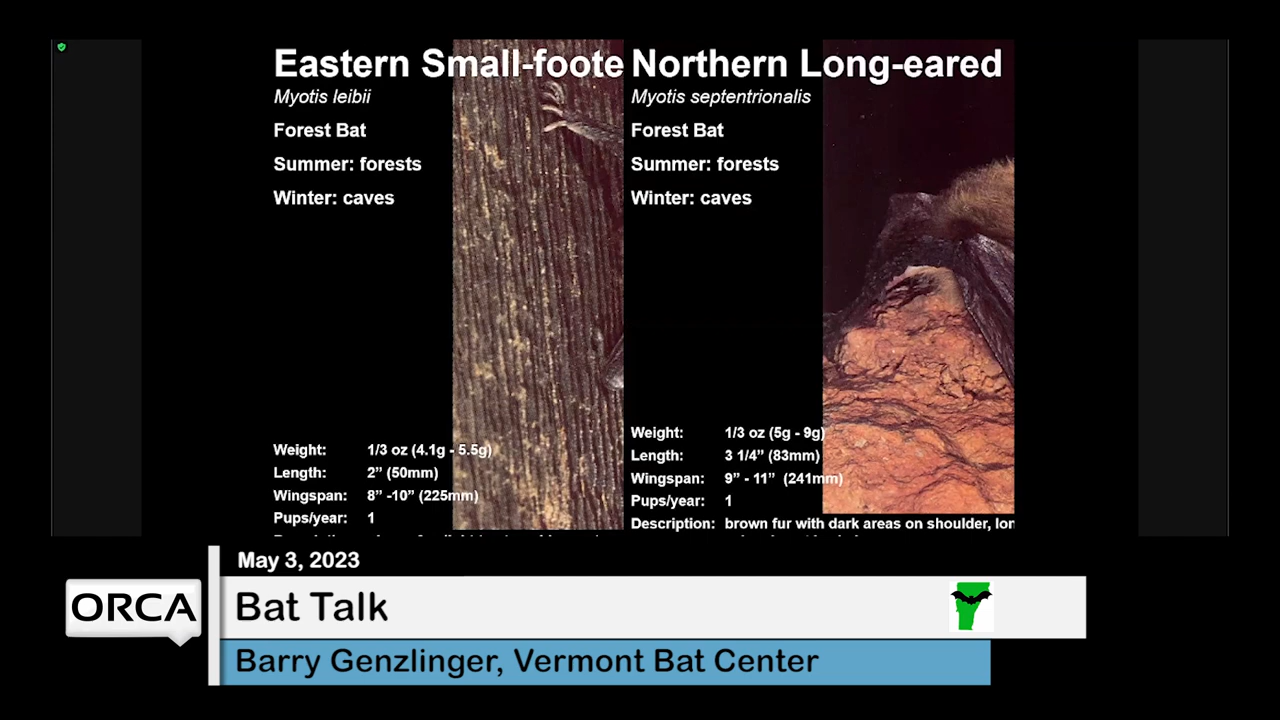 Eastern Small-foote
Myotis leibii
Forest Bat
Summer: forests
Winter: caves
Weight: 1/3 oz (4.1g - 5.5g)
Length: 2” (50mm)
Wingspan: 8” -10” (225mm)
Pups/year: 1
Northern Long-eared
Myotis septentrionalis
Forest Bat
Summer: forests
Winter: caves
Weight: 1/3 oz (5g - 9g)
Length: 3 1/4” (83mm)
Wingspan: 9” - 11” (241mm)
Pups/year: 1
Description: brown fur with dark areas on shoulder, lon
May 3, 2023
ORCA
Bat Talk
Barry Genzlinger, Vermont Bat Center